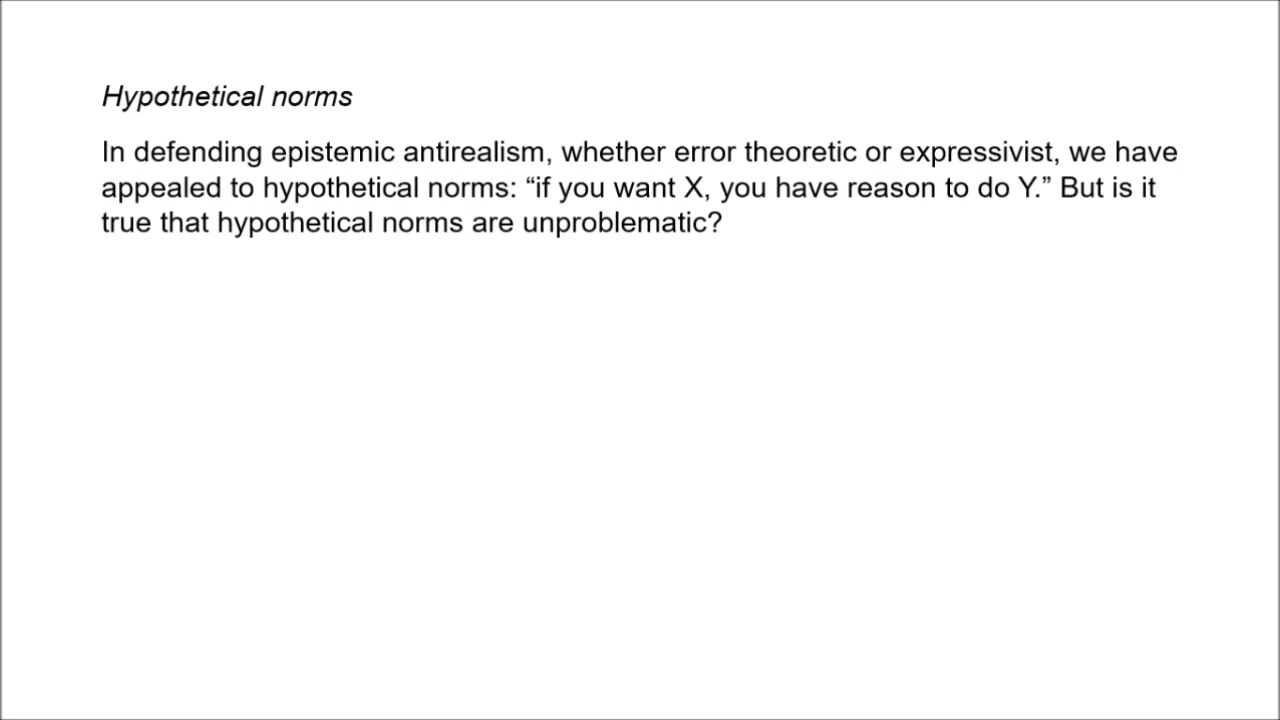 Hypothetical norms
In defending epistemic antirealism, whether error theoretic or expressivist, we have
appealed to hypothetical norms: “if you want X, you have reason to do Y.” But is it
true that hypothetical norms are unproblematic?